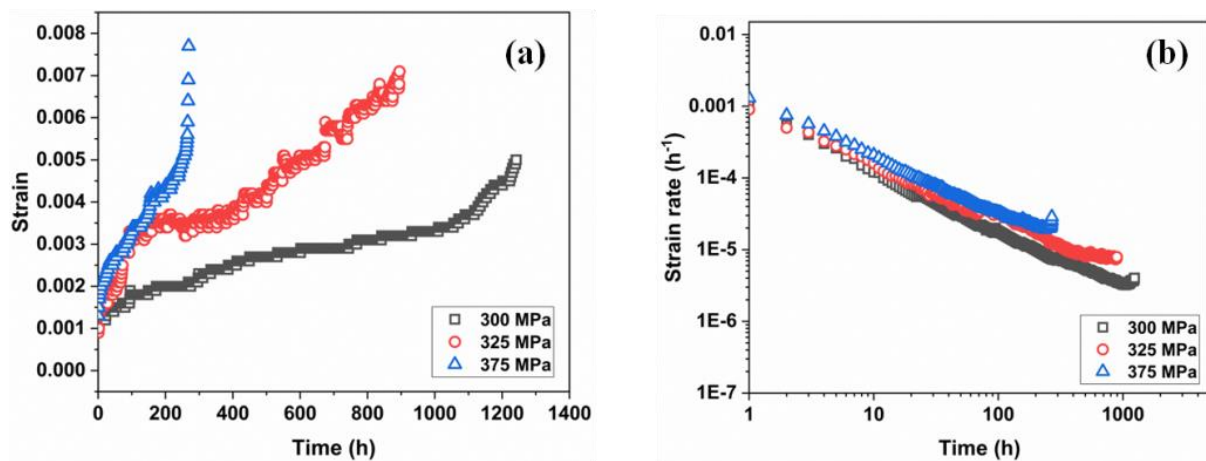 (a)
0.008
0.007
0.006
0.005
0.004
0.003
0.002
0.001
0.000
Strain
300 MPa
325 MPa
375 MPa
0 200 400 600 800 1000 1200 1400
Time (h)
(b)
0.01
0.001
1E-4
1E-5
1E-6
1E-7
Strain rate (h⁻¹)
300 MPa
325 MPa
375 MPa
1 10 100 1000
Time (h)